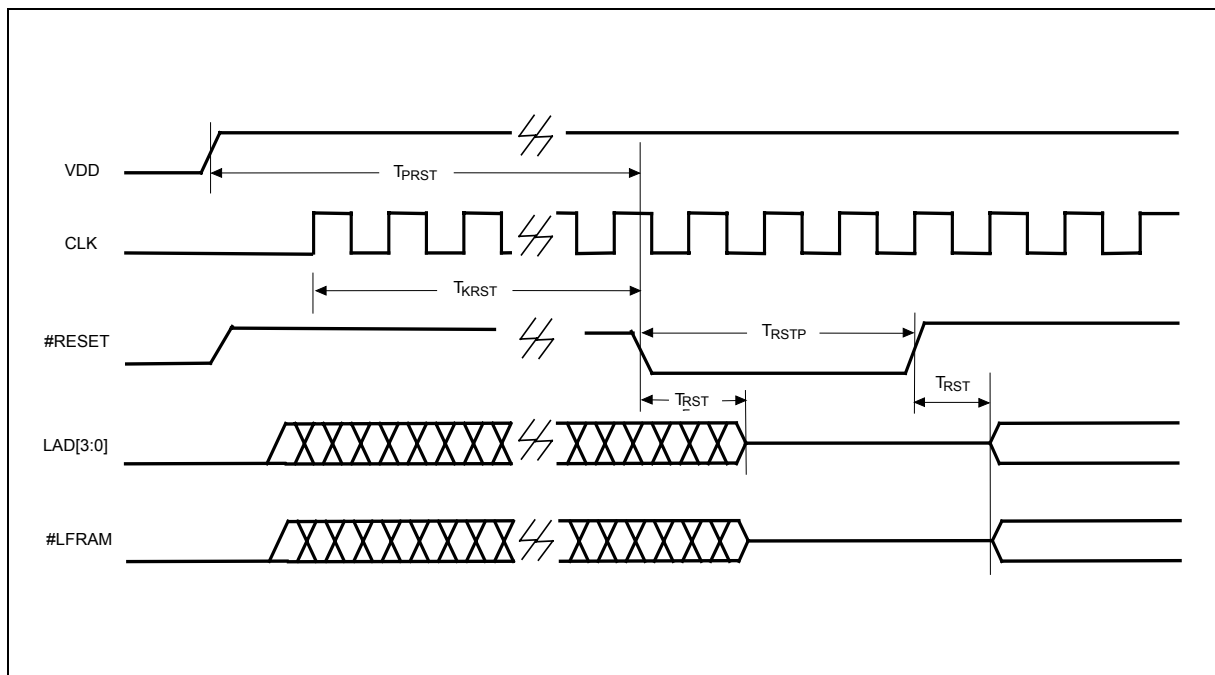 VDD
TPRST
CLK
TKRST
#RESET
TRSTP
TRST
TRST
LAD[3:0]
#LFRAM